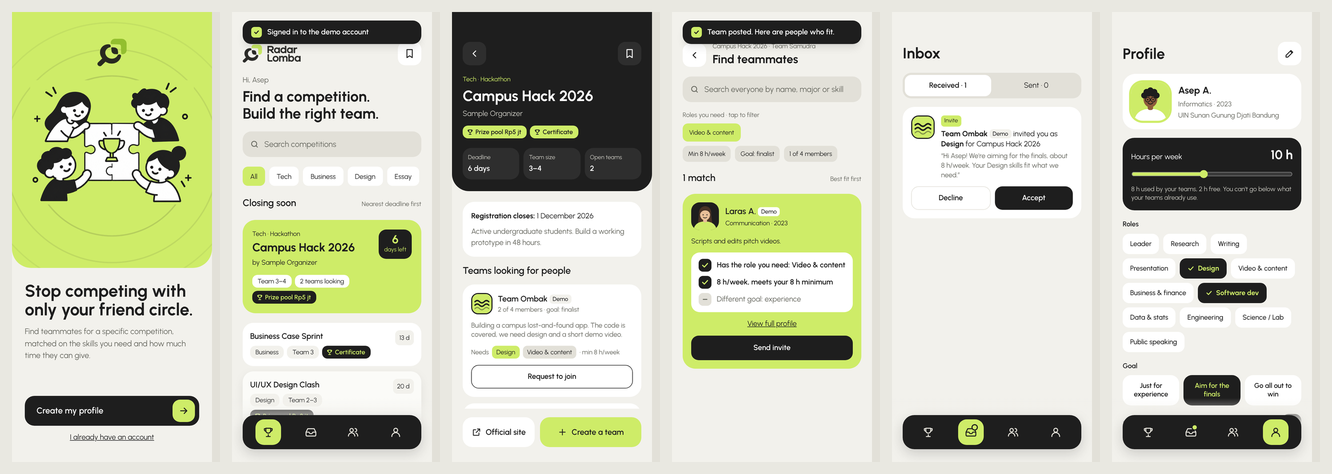 Stop competing with
only your friend circle.
Find teammates for a specific competition,
matched on the skills you need and how much
time they can give.
Create my profile
I already have an account
Signed in to the demo account
Radar
Lomba
Hi, Asep
Find a competition.
Build the right team.
Search competitions
All Tech Business Design Essay
Closing soon Nearest deadline first
Tech · Hackathon
Campus Hack 2026
by Sample Organizer
6
days left
Team 3–4 2 teams looking
Prize pool Rp5 jt
Business Case Sprint 13 d
Business Team 3 Certificate
UI/UX Design Clash 20 d
Design Team 2–3
Tech · Hackathon
Campus Hack 2026
Sample Organizer
Prize pool Rp5 jt Certificate
Deadline Team size Open teams
6 days 3–4 2
Registration closes: 1 December 2026
Active undergraduate students. Build a working
prototype in 48 hours.
Teams looking for people
Team Ombak Demo
2 of 4 members · goal: finalist
Building a campus lost-and-found app. The code is
covered, we need design and a short demo video.
Needs Design Video & content · min 8 h/week
Request to join
Official site + Create a team
Team posted. Here are people who fit.
Campus Hack 2026 · Team Samudra
Find teammates
Search everyone by name, major or skill
Roles you need · tap to filter
Video & content
Min 8 h/week Goal: finalist 1 of 4 members
1 match Best fit first
Laras A. Demo
Communication · 2023
Scripts and edits pitch videos.
Has the role you need: Video & content
8 h/week, meets your 8 h minimum
Different goal: experience
View full profile
Send invite
Inbox
Received · 1 Sent · 0
Invite
Team Ombak Demo invited you as
Design for Campus Hack 2026
"Hi Asep! We're aiming for the finals, about
8 h/week. Your Design skills fit what we
need."
Decline Accept
Profile
Asep A.
Informatics · 2023
UIN Sunan Gunung Djati Bandung
Hours per week 10 h
8 h used by your teams, 2 h free. You can't go below what
your teams already use.
Roles
Leader Research Writing
Presentation Design Video & content
Business & finance Software dev
Data & stats Engineering Science / Lab
Public speaking
Goal
Just for
experience
Aim for the
finals
Go all out to
win